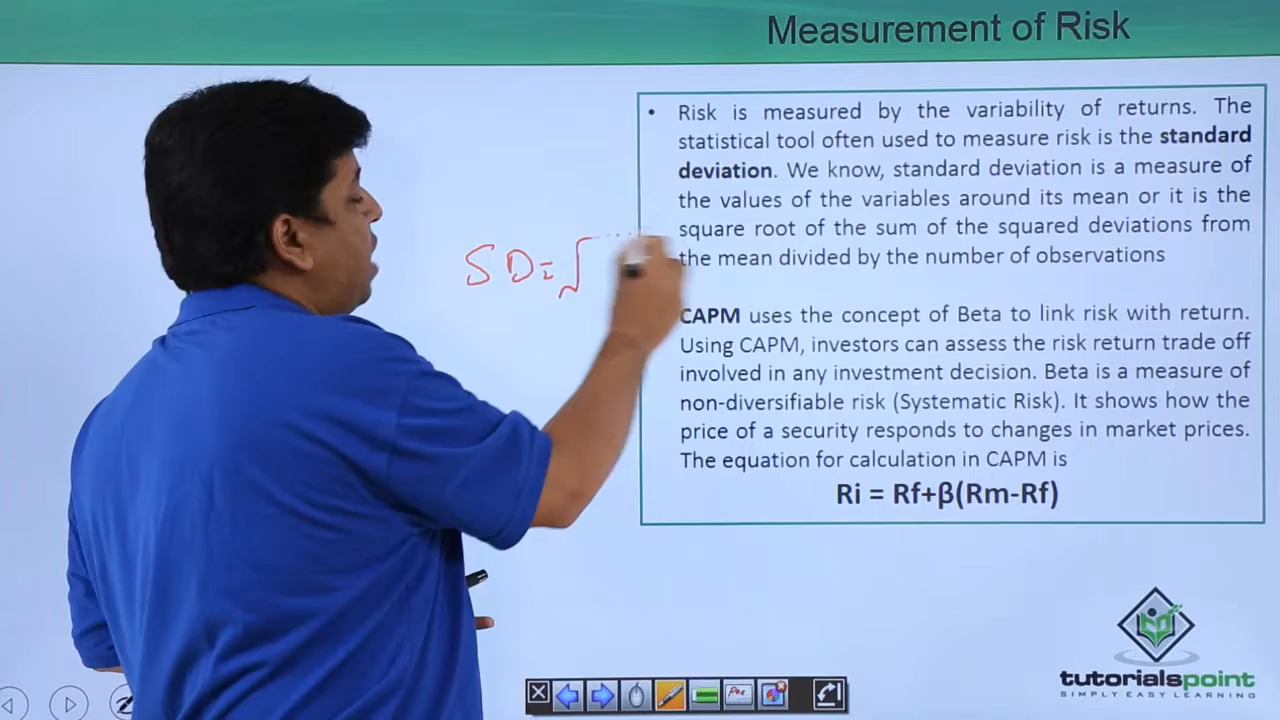 Measurement of Risk
• Risk is measured by the variability of returns. The
statistical tool often used to measure risk is the standard
deviation. We know, standard deviation is a measure of
the values of the variables around its mean or it is the
square root of the sum of the squared deviations from
the mean divided by the number of observations
SD=√
CAPM uses the concept of Beta to link risk with return.
Using CAPM, investors can assess the risk return trade off
involved in any investment decision. Beta is a measure of
non-diversifiable risk (Systematic Risk). It shows how the
price of a security responds to changes in market prices.
The equation for calculation in CAPM is
Ri = Rf+β(Rm-Rf)
tutorialspoint
SIMPLY EASY LEARNING